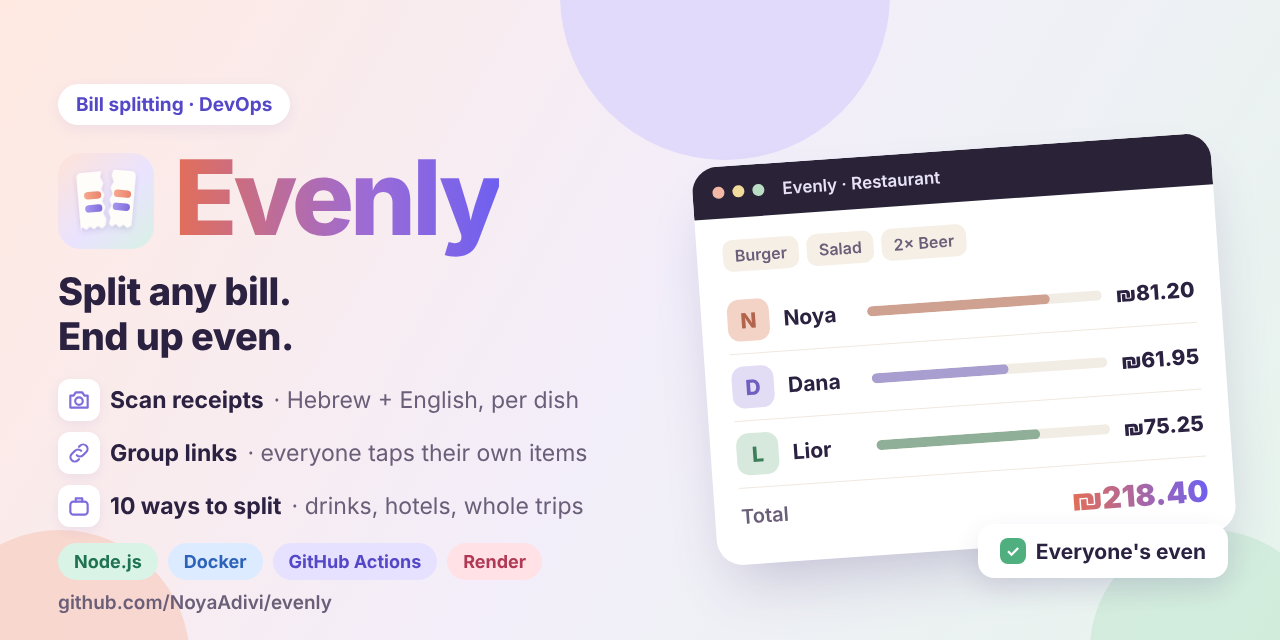 Bill splitting · DevOps
Evenly
Split any bill.
End up even.
Scan receipts · Hebrew + English, per dish
Group links · everyone taps their own items
10 ways to split · drinks, hotels, whole trips
Node.js Docker GitHub Actions Render
github.com/NoyaAdivi/evenly
Evenly · Restaurant
Burger Salad 2× Beer
N Noya ₪81.20
D Dana ₪61.95
L Lior ₪75.25
Total ₪218.40
Everyone's even